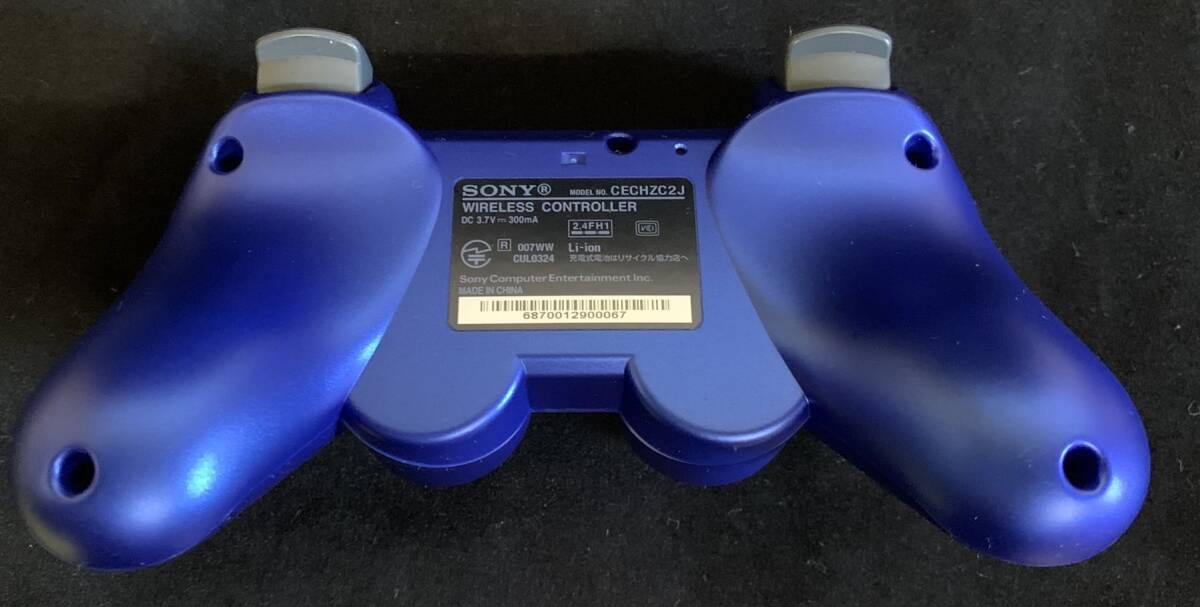 SONY® MODEL NO. CECHZC2J
WIRELESS CONTROLLER
DC 3.7V⎓300mA
2.4FH1 VCCI
R 007WW Li-ion
CUL0324 充電式電池はリサイクル協力店へ
Sony Computer Entertainment Inc.
MADE IN CHINA
6870012900067